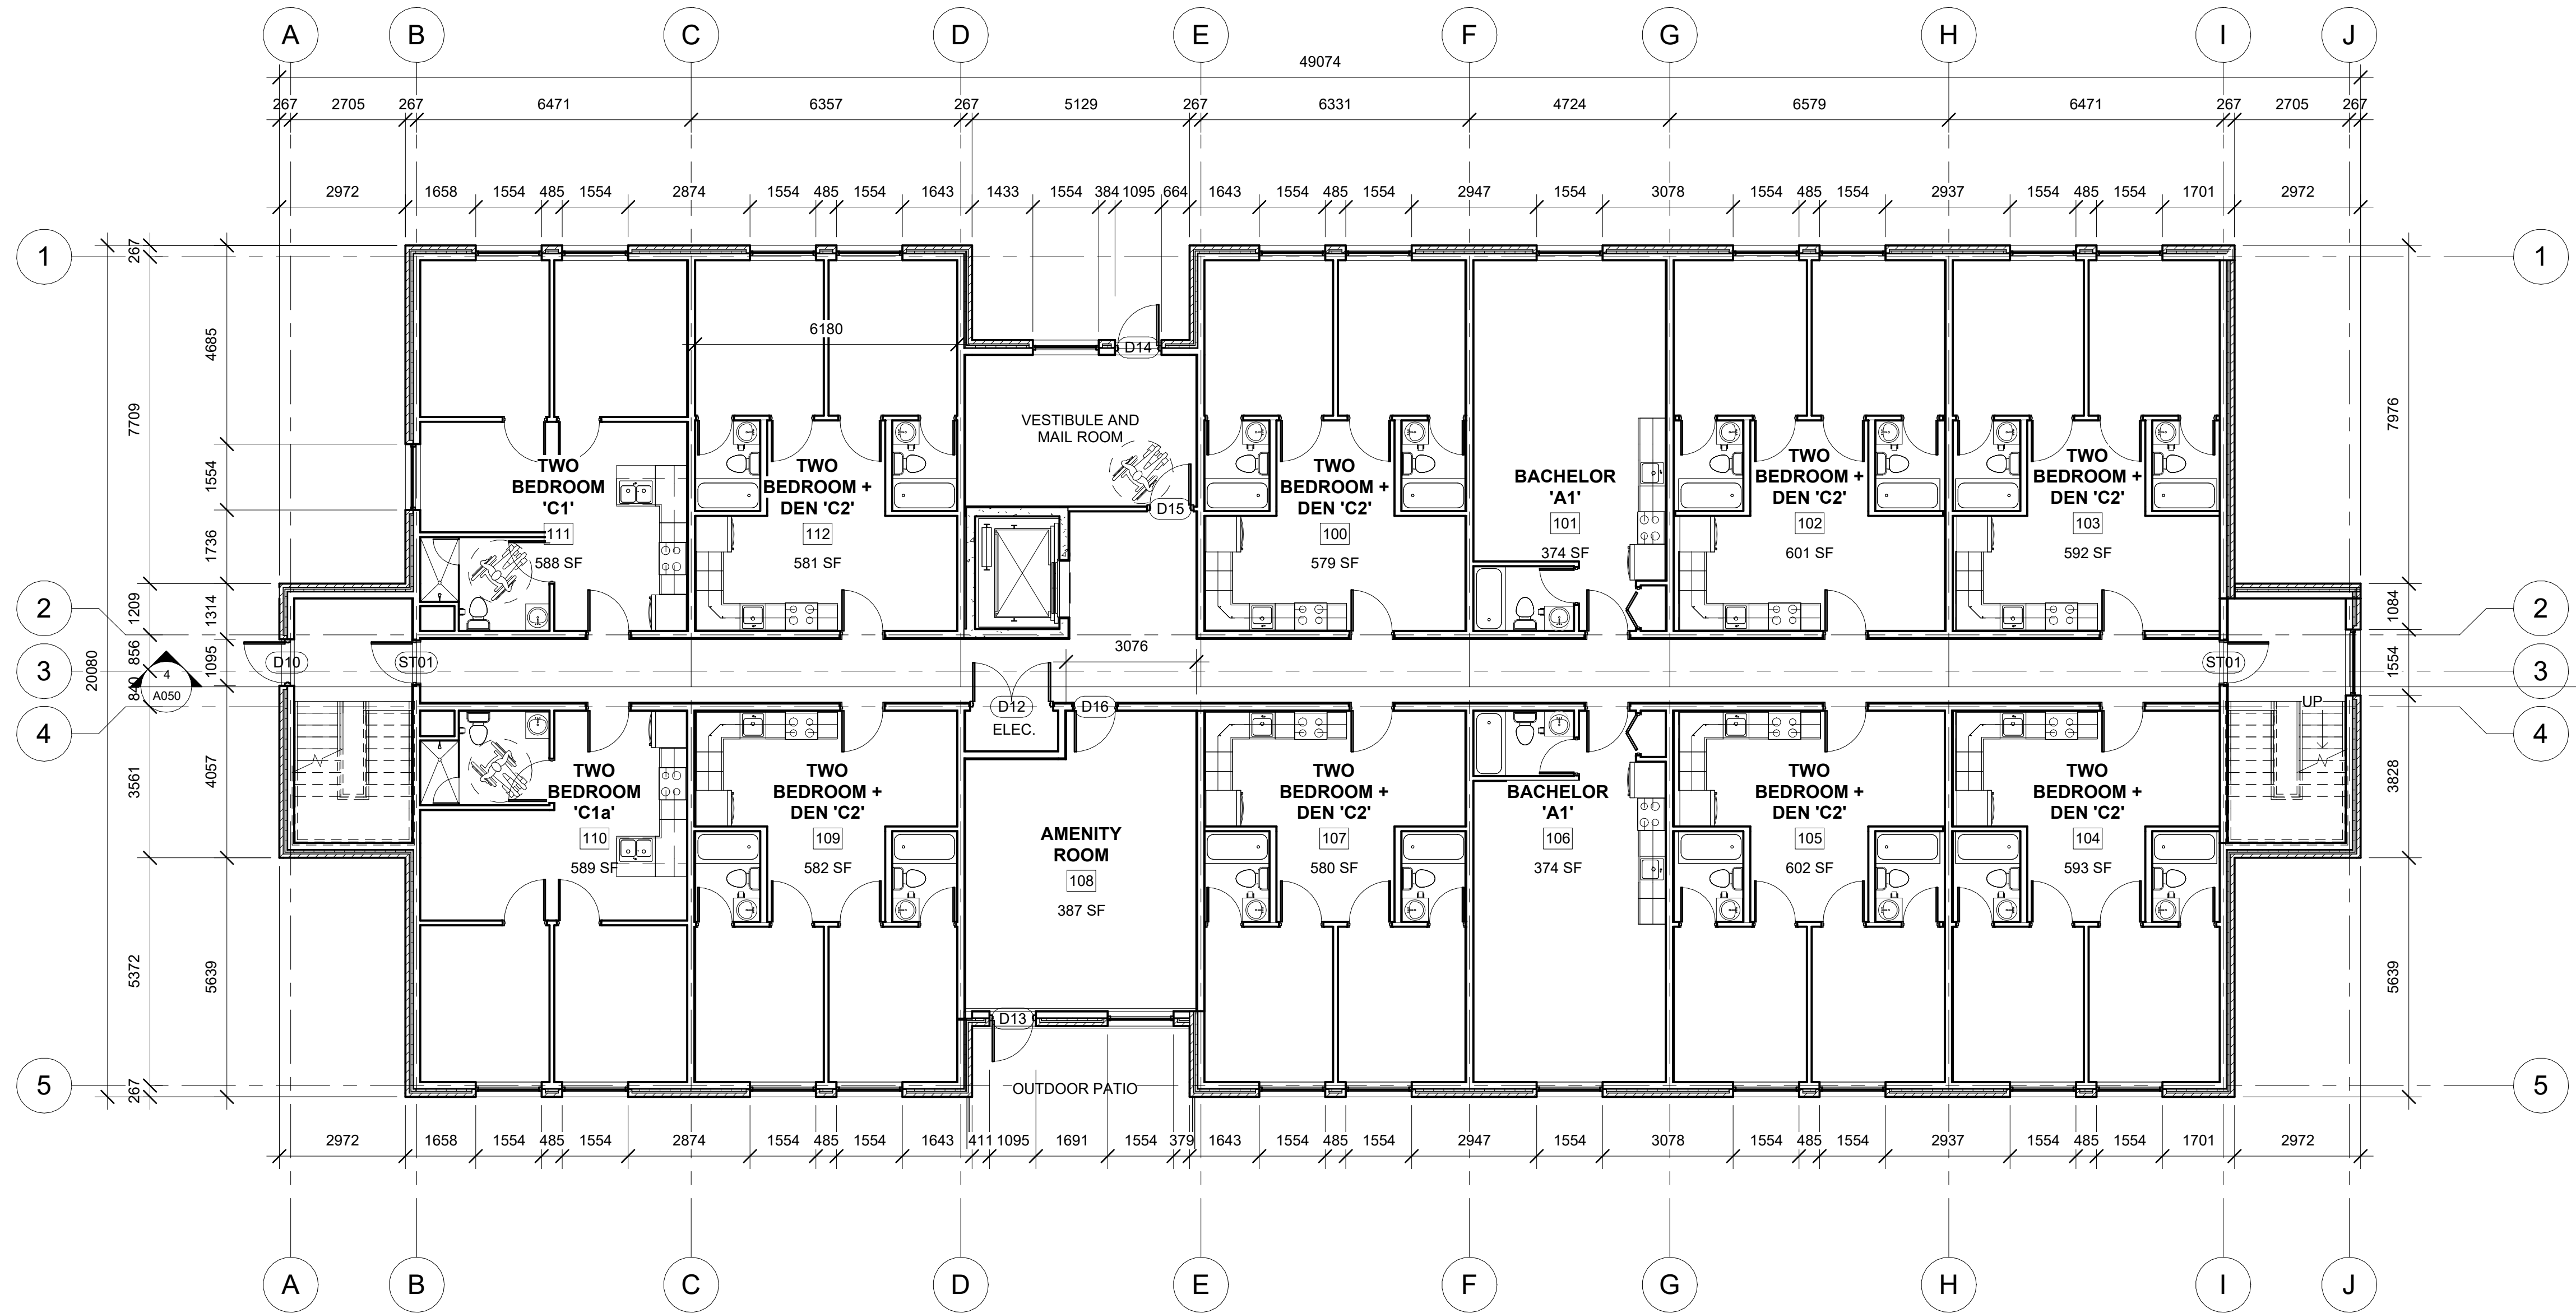 A B C D E F G H I J
49074
267 2705 267 6471 6357 267 5129 267 6331 4724 6579 6471 267 2705 267
2972 1658 1554 485 1554 2874 1554 485 1554 1643 1433 1554 384 1095 664 1643 1554 485 1554 2947 1554 3078 1554 485 1554 2937 1554 485 1554 1701 2972
1 1
267
4685
7709
1554
1736
7976
6180
D14
VESTIBULE AND
MAIL ROOM
D15
TWO
BEDROOM
'C1'
111
588 SF
TWO
BEDROOM +
DEN 'C2'
112
581 SF
TWO
BEDROOM +
DEN 'C2'
100
579 SF
BACHELOR
'A1'
101
374 SF
TWO
BEDROOM +
DEN 'C2'
102
601 SF
TWO
BEDROOM +
DEN 'C2'
103
592 SF
2 2
1209
1314
1084
3 3
20080
856
1095
840
1554
4
A050
D10
ST01
3076
ST01
4 4
D12
ELEC.
D16
UP
3561
4057
3828
TWO
BEDROOM
'C1a'
110
589 SF
TWO
BEDROOM +
DEN 'C2'
109
582 SF
AMENITY
ROOM
108
387 SF
TWO
BEDROOM +
DEN 'C2'
107
580 SF
BACHELOR
'A1'
106
374 SF
TWO
BEDROOM +
DEN 'C2'
105
602 SF
TWO
BEDROOM +
DEN 'C2'
104
593 SF
5372
5639
5639
D13
5 5
267
OUTDOOR PATIO
2972 1658 1554 485 1554 2874 1554 485 1554 1643 411 1095 1691 1554 379 1643 1554 485 1554 2947 1554 3078 1554 485 1554 2937 1554 485 1554 1701 2972
A B C D E F G H I J